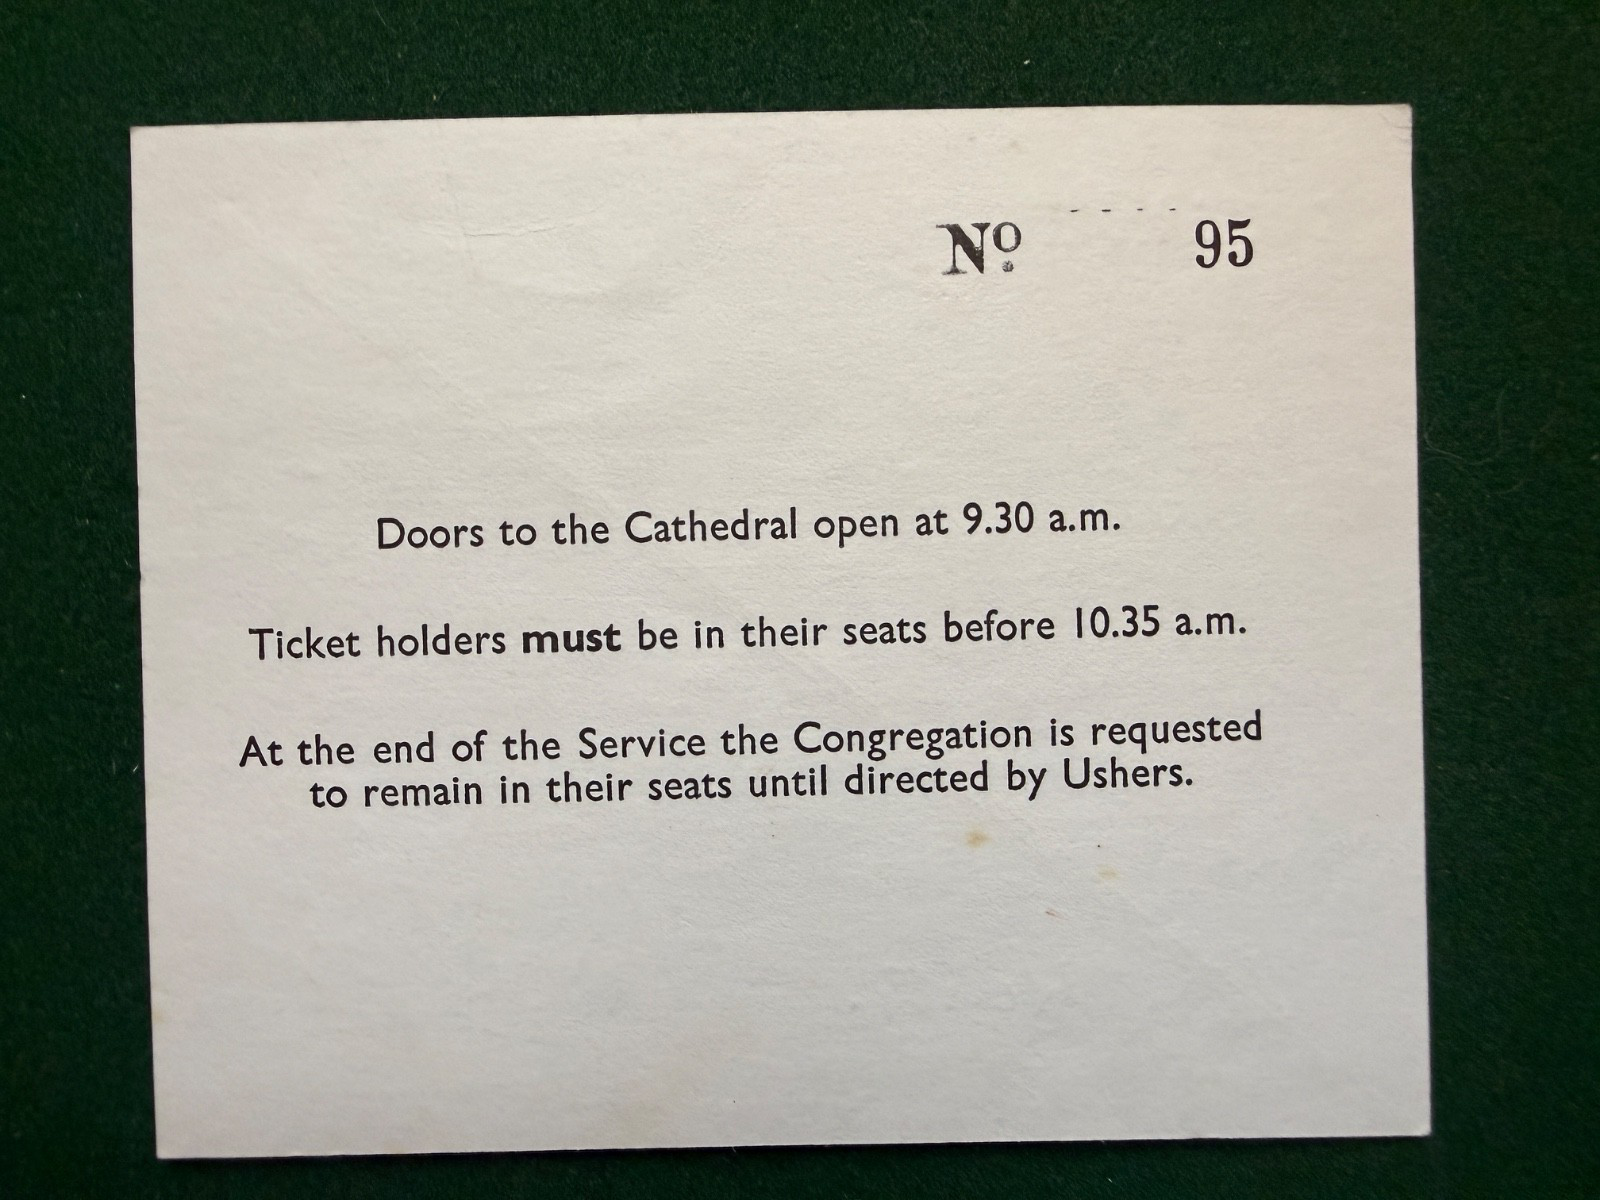 Nº 95
Doors to the Cathedral open at 9.30 a.m.
Ticket holders must be in their seats before 10.35 a.m.
At the end of the Service the Congregation is requested
to remain in their seats until directed by Ushers.